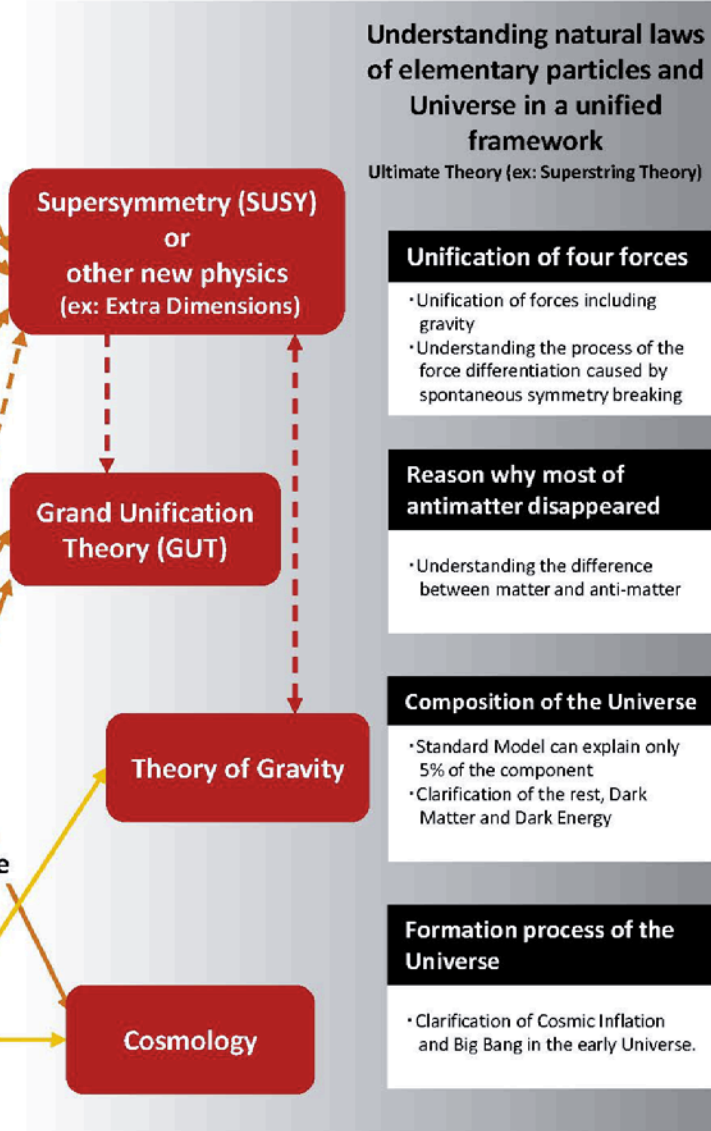 Understanding natural laws
of elementary particles and
Universe in a unified
framework
Ultimate Theory (ex: Superstring Theory)
Supersymmetry (SUSY)
or
other new physics
(ex: Extra Dimensions)
Grand Unification
Theory (GUT)
Theory of Gravity
e
Cosmology
Unification of four forces
・Unification of forces including
gravity
・Understanding the process of the
force differentiation caused by
spontaneous symmetry breaking
Reason why most of
antimatter disappeared
・Understanding the difference
between matter and anti-matter
Composition of the Universe
・Standard Model can explain only
5% of the component
・Clarification of the rest, Dark
Matter and Dark Energy
Formation process of the
Universe
・Clarification of Cosmic Inflation
and Big Bang in the early Universe.